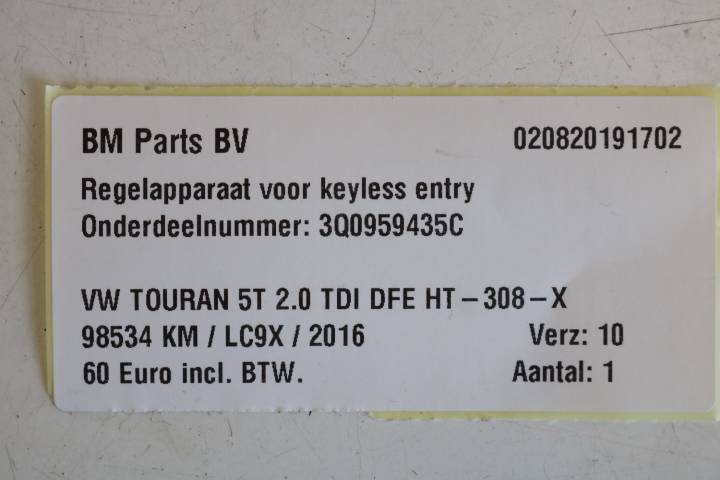 BM Parts BV 020820191702
Regelapparaat voor keyless entry
Onderdeelnummer: 3Q0959435C
VW TOURAN 5T 2.0 TDI DFE HT-308-X
98534 KM / LC9X / 2016 Verz: 10
60 Euro incl. BTW. Aantal: 1